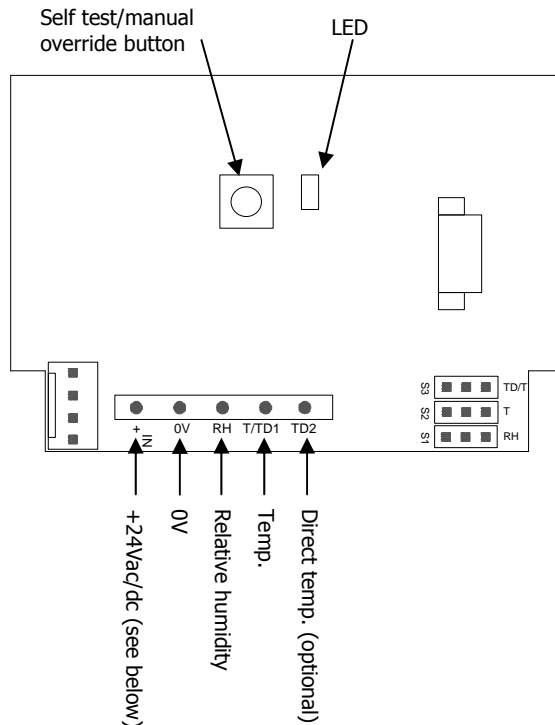 Self test/manual
override button
LED
S3
TD/T
S2
T
S1
RH
+
IN
0V
RH
T/TD1
TD2
+24Vac/dc (see below)
0V
Relative humidity
Temp.
Direct temp. (optional)